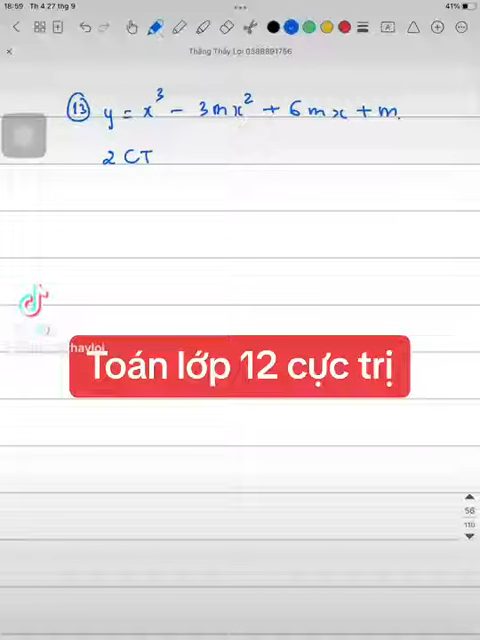 18:59 Th 4 27 thg 9
41%
Thắng Thầy Lợi 0388891756
13 y = x³ - 3mx² + 6mx + m.
2 CT
Toán lớp 12 cực trị
56
110